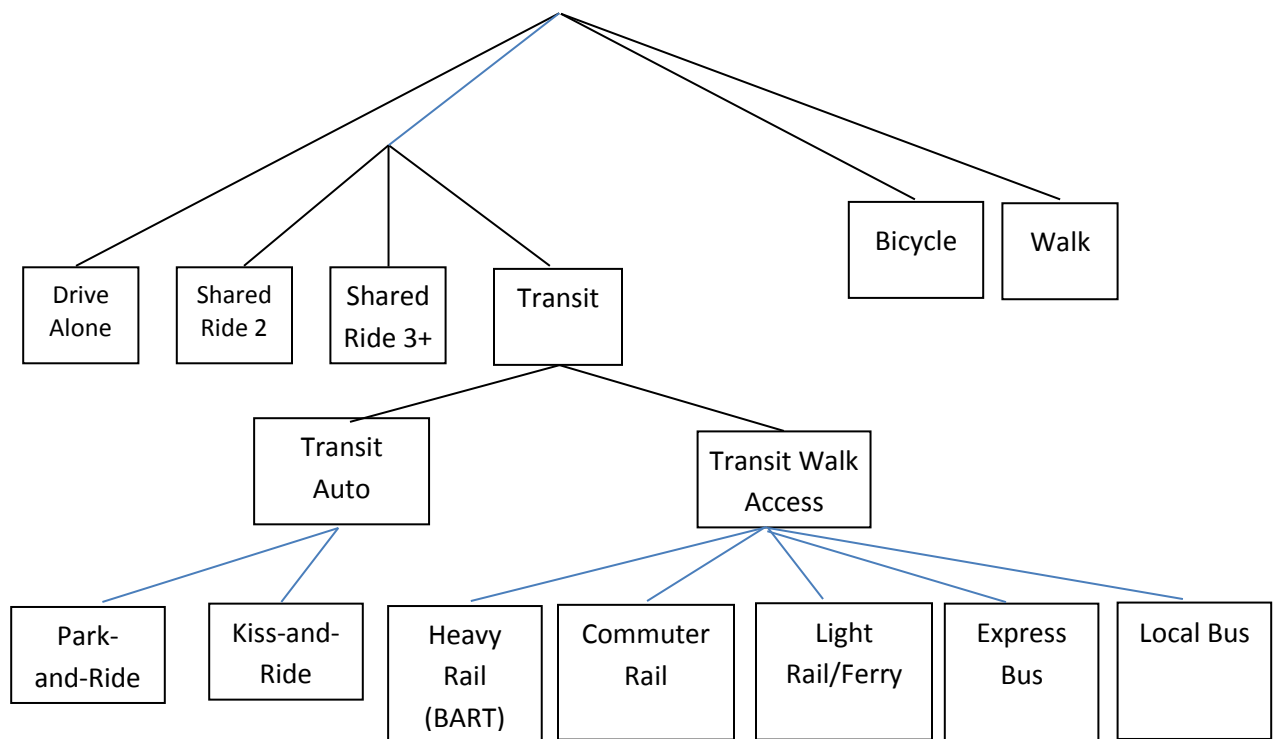 Bicycle
Walk
Drive
Alone
Shared
Ride 2
Shared
Ride 3+
Transit
Transit
Auto
Transit Walk
Access
Park-
and-Ride
Kiss-and-
Ride
Heavy
Rail
(BART)
Commuter
Rail
Light
Rail/Ferry
Express
Bus
Local Bus